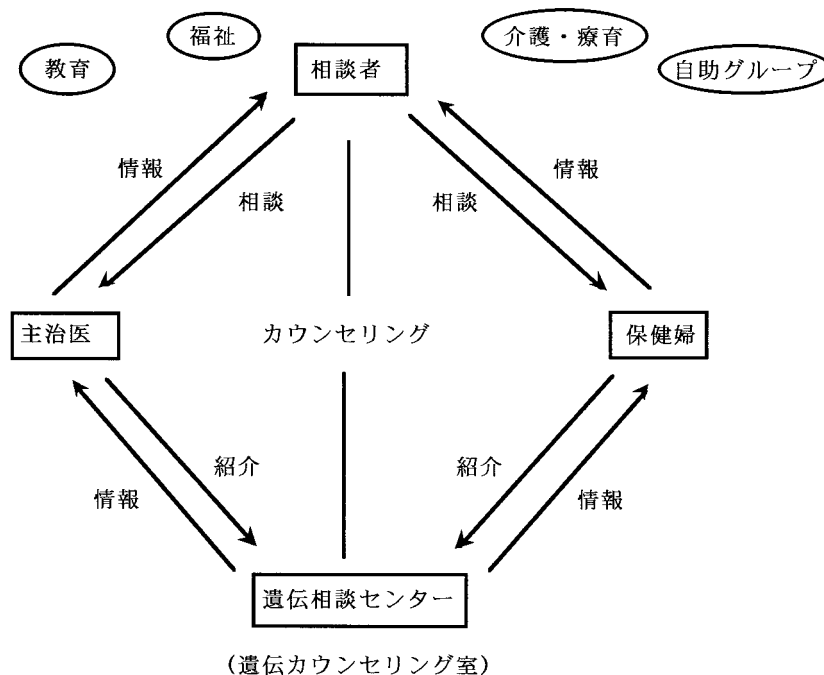 福祉
介護・療育
教育
相談者
自助グループ
情報
情報
相談
相談
主治医
カウンセリング
保健婦
紹介
紹介
情報
情報
遺伝相談センター
(遺伝カウンセリング室)